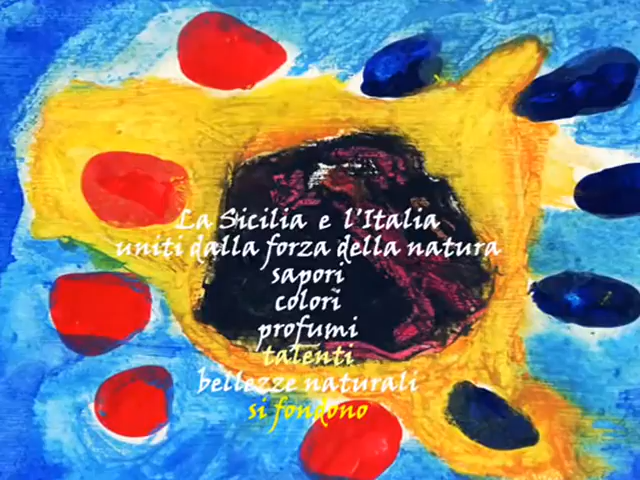 La Sicilia e l'Italia
uniti dalla forza della natura
sapori
colori
profumi
talenti
bellezze naturali
si fondono